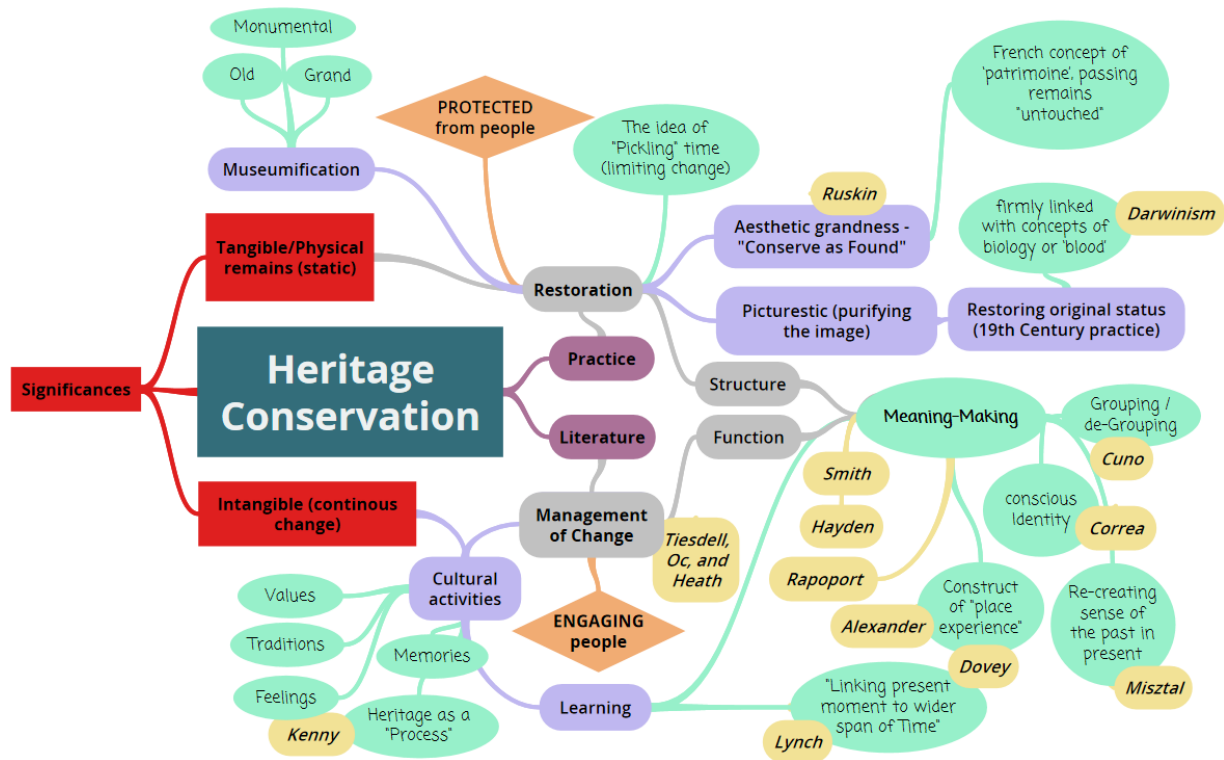 Monumental
Old
Grand
Museumification
PROTECTED
from people
The idea of
"Pickling" time
(limiting change)
French concept of
'patrimoine', passing
remains
"untouched"
Ruskin
Aesthetic grandness -
"Conserve as Found"
firmly linked
with concepts of
biology or 'blood'
Darwinism
Tangible/Physical
remains (static)
Restoration
Picturestic (purifying
the image)
Restoring original status
(19th Century practice)
Significances
Heritage
Conservation
Practice
Literature
Structure
Function
Meaning-Making
Grouping /
de-Grouping
Cuno
Smith
Hayden
conscious
Identity
Correa
Intangible (continous
change)
Management
of Change
Tiesdell,
Oc, and
Heath
Rapoport
Cultural
activities
Values
Traditions
Feelings
Kenny
Memories
Heritage as a
"Process"
ENGAGING
people
Learning
Alexander
Construct
of "place
experience"
Dovey
Re-creating
sense of
the past in
present
Misztal
"Linking present
moment to wider
span of Time"
Lynch